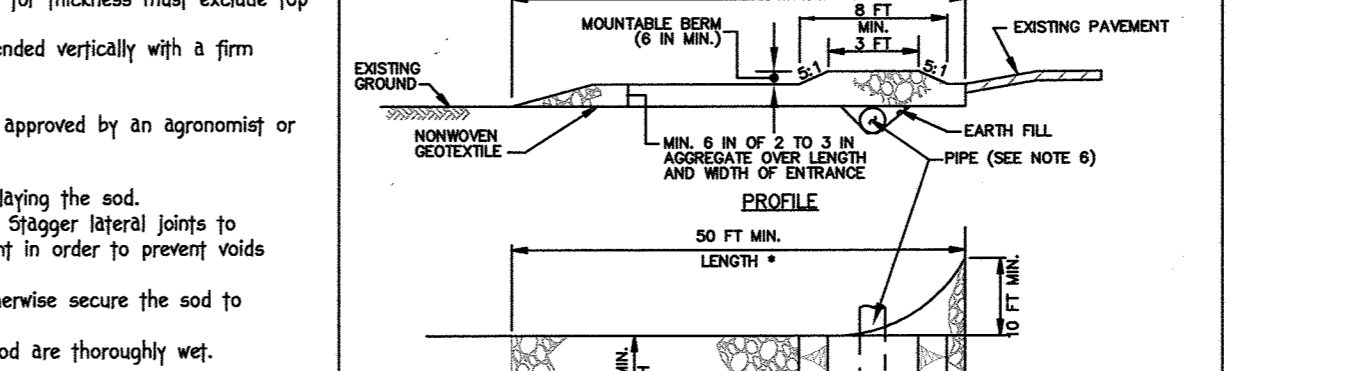 for thickness must exclude top
ended vertically with a firm
approved by an agronomist or
laying the sod.
Stagger lateral joints to
in order to prevent voids
secure the sod to
are thoroughly wet.
8 FT
MIN.
3 FT
MOUNTABLE BERM
(6 IN MIN.)
5:1
5:1
EXISTING PAVEMENT
EXISTING
GROUND
NONWOVEN
GEOTEXTILE
MIN. 6 IN OF 2 TO 3 IN
AGGREGATE OVER LENGTH
AND WIDTH OF ENTRANCE
EARTH FILL
PIPE (SEE NOTE 6)
PROFILE
50 FT MIN.
LENGTH *
10 FT MIN.
MIN.